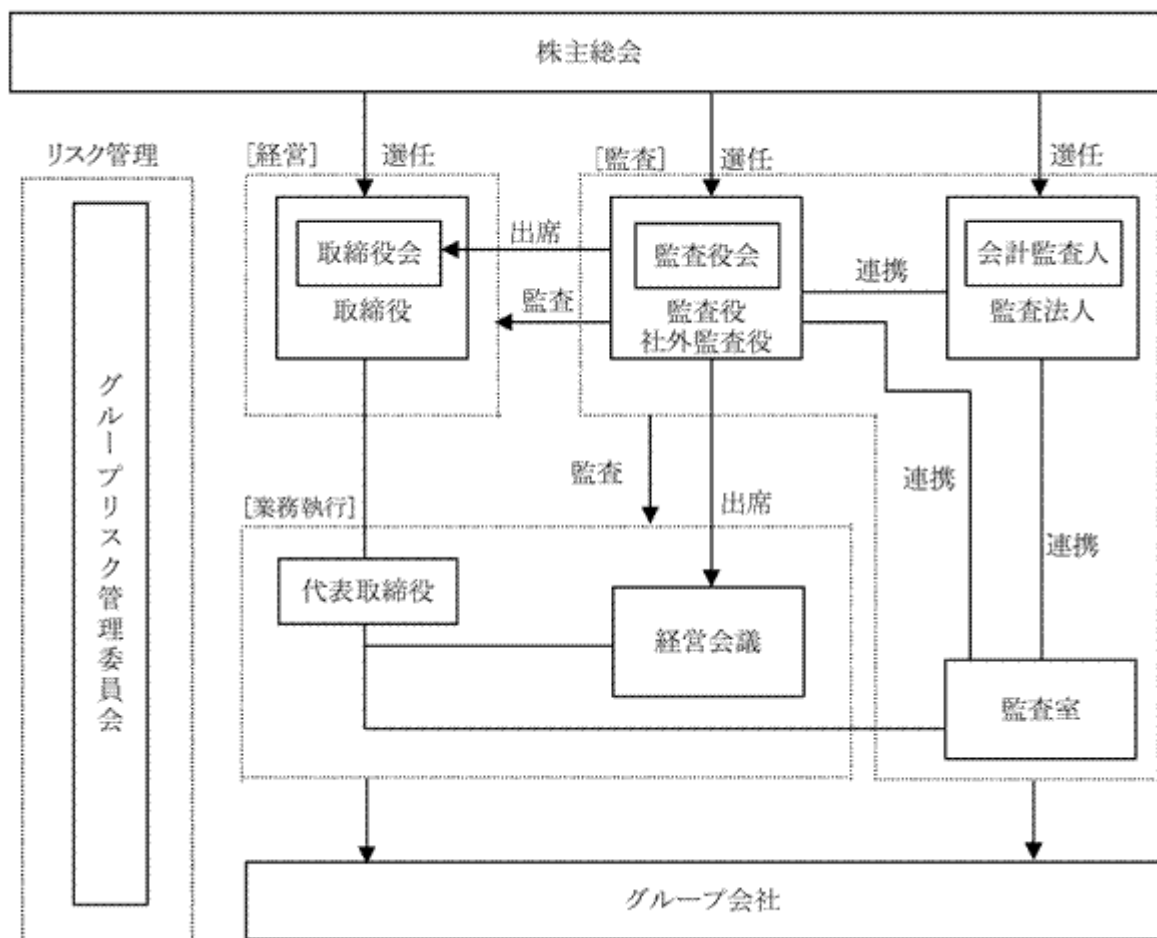 株主総会
リスク管理
[経営]
選任
[監査]
選任
選任
取締役会
取締役
出席
監査
監査役会
監査役
社外監査役
連携
会計監査人
監査法人
グループリスク管理委員会
監査
出席
連携
連携
[業務執行]
代表取締役
経営会議
監査室
グループ会社